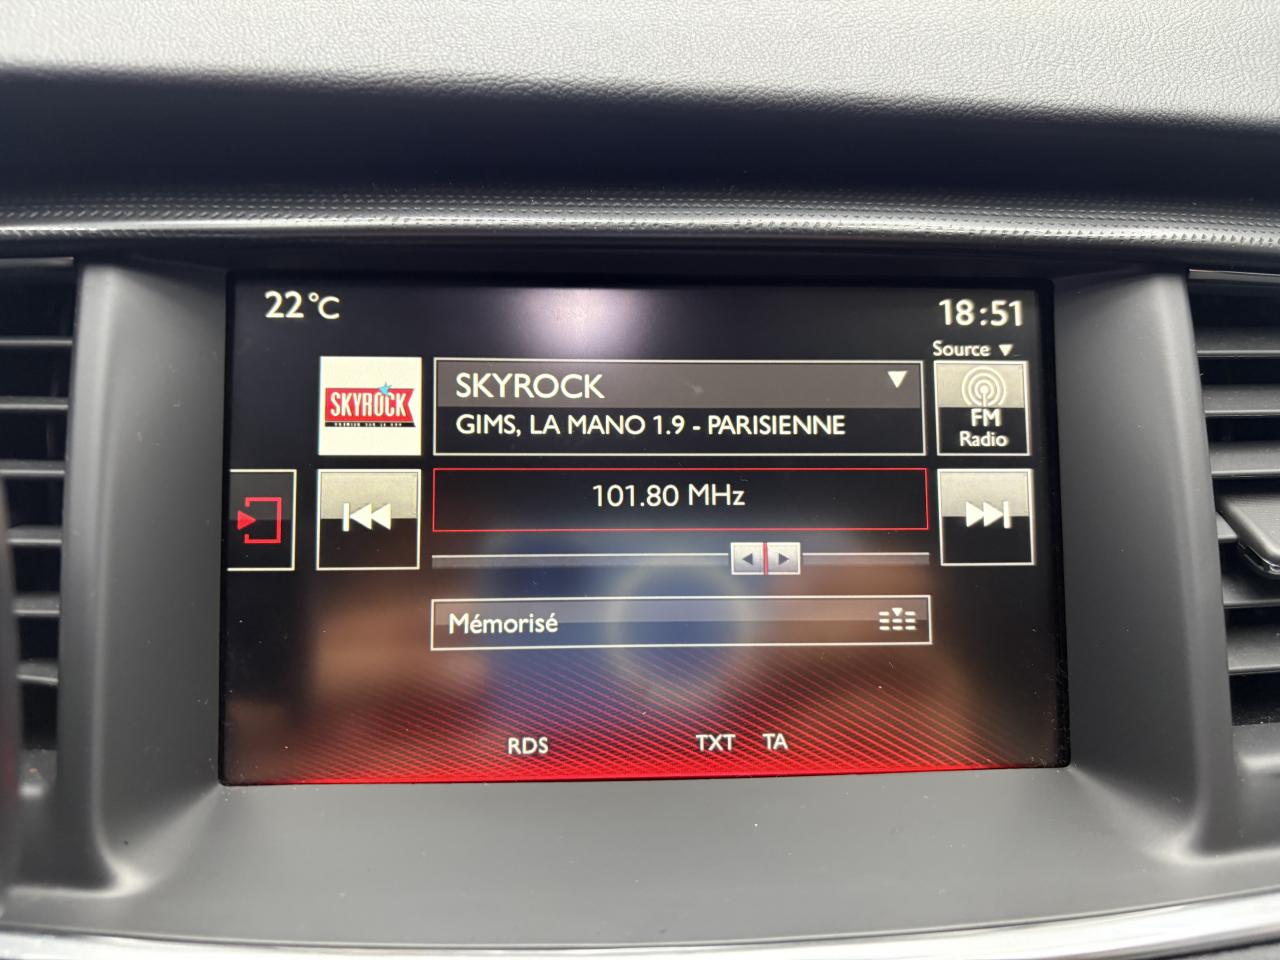 22°C
18:51
Source
SKYROCK
SKYROCK
GIMS, LA MANO 1.9 - PARISIENNE
FM
Radio
101.80 MHz
Mémorisé
RDS TXT TA